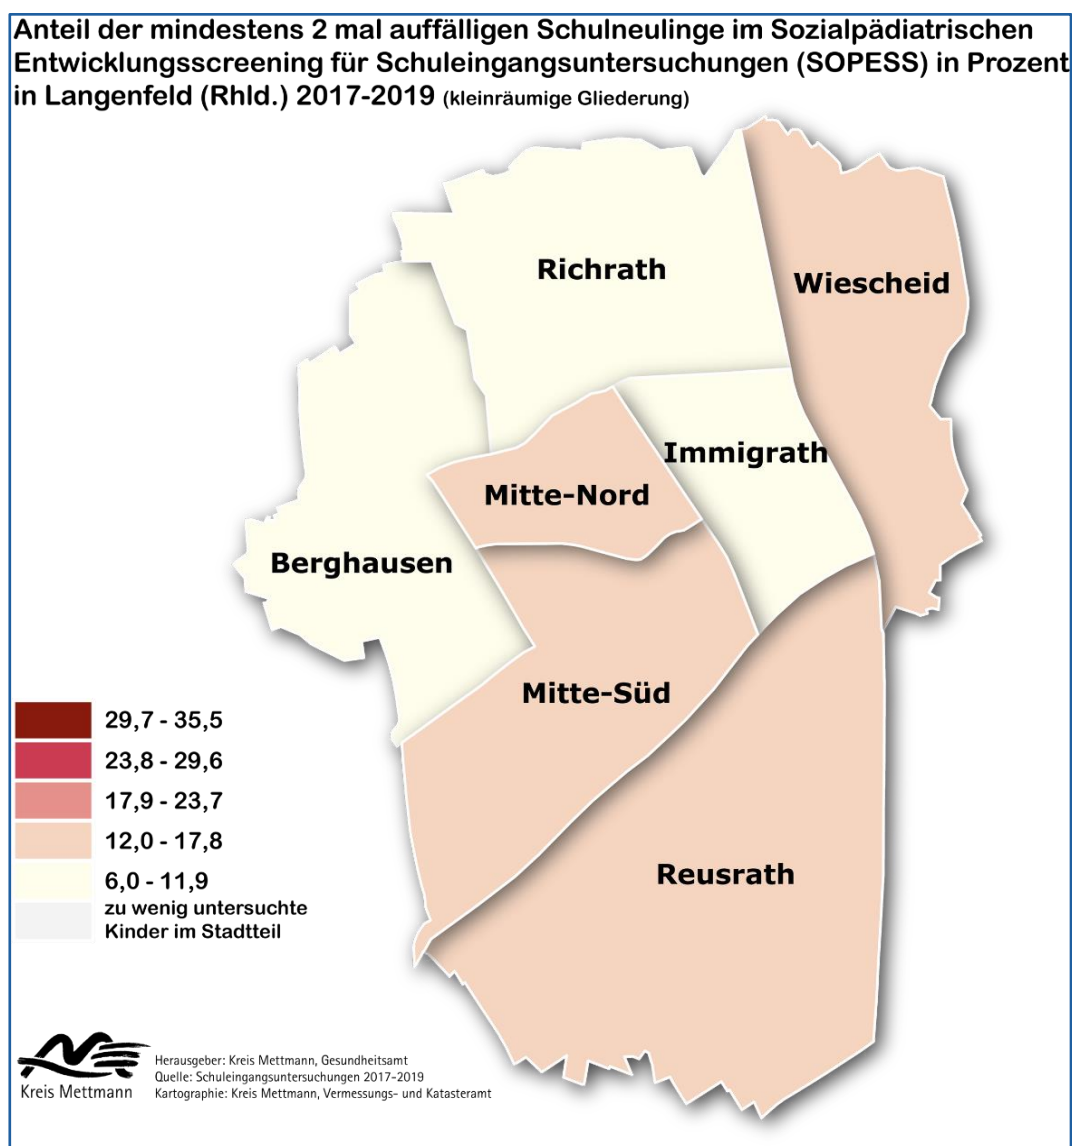 Anteil der mindestens 2 mal auffälligen Schulneulinge im Sozialpädiatrischen
Entwicklungsscreening für Schuleingangsuntersuchungen (SOPESS) in Prozent
in Langenfeld (Rhld.) 2017-2019 (kleinräumige Gliederung)
Richrath
Wiescheid
Immigrath
Mitte-Nord
Berghausen
Mitte-Süd
Reusrath
29,7 - 35,5
23,8 - 29,6
17,9 - 23,7
12,0 - 17,8
6,0 - 11,9
zu wenig untersuchte
Kinder im Stadtteil
Kreis Mettmann
Herausgeber: Kreis Mettmann, Gesundheitsamt
Quelle: Schuleingangsuntersuchungen 2017-2019
Kartographie: Kreis Mettmann, Vermessungs- und Katasteramt